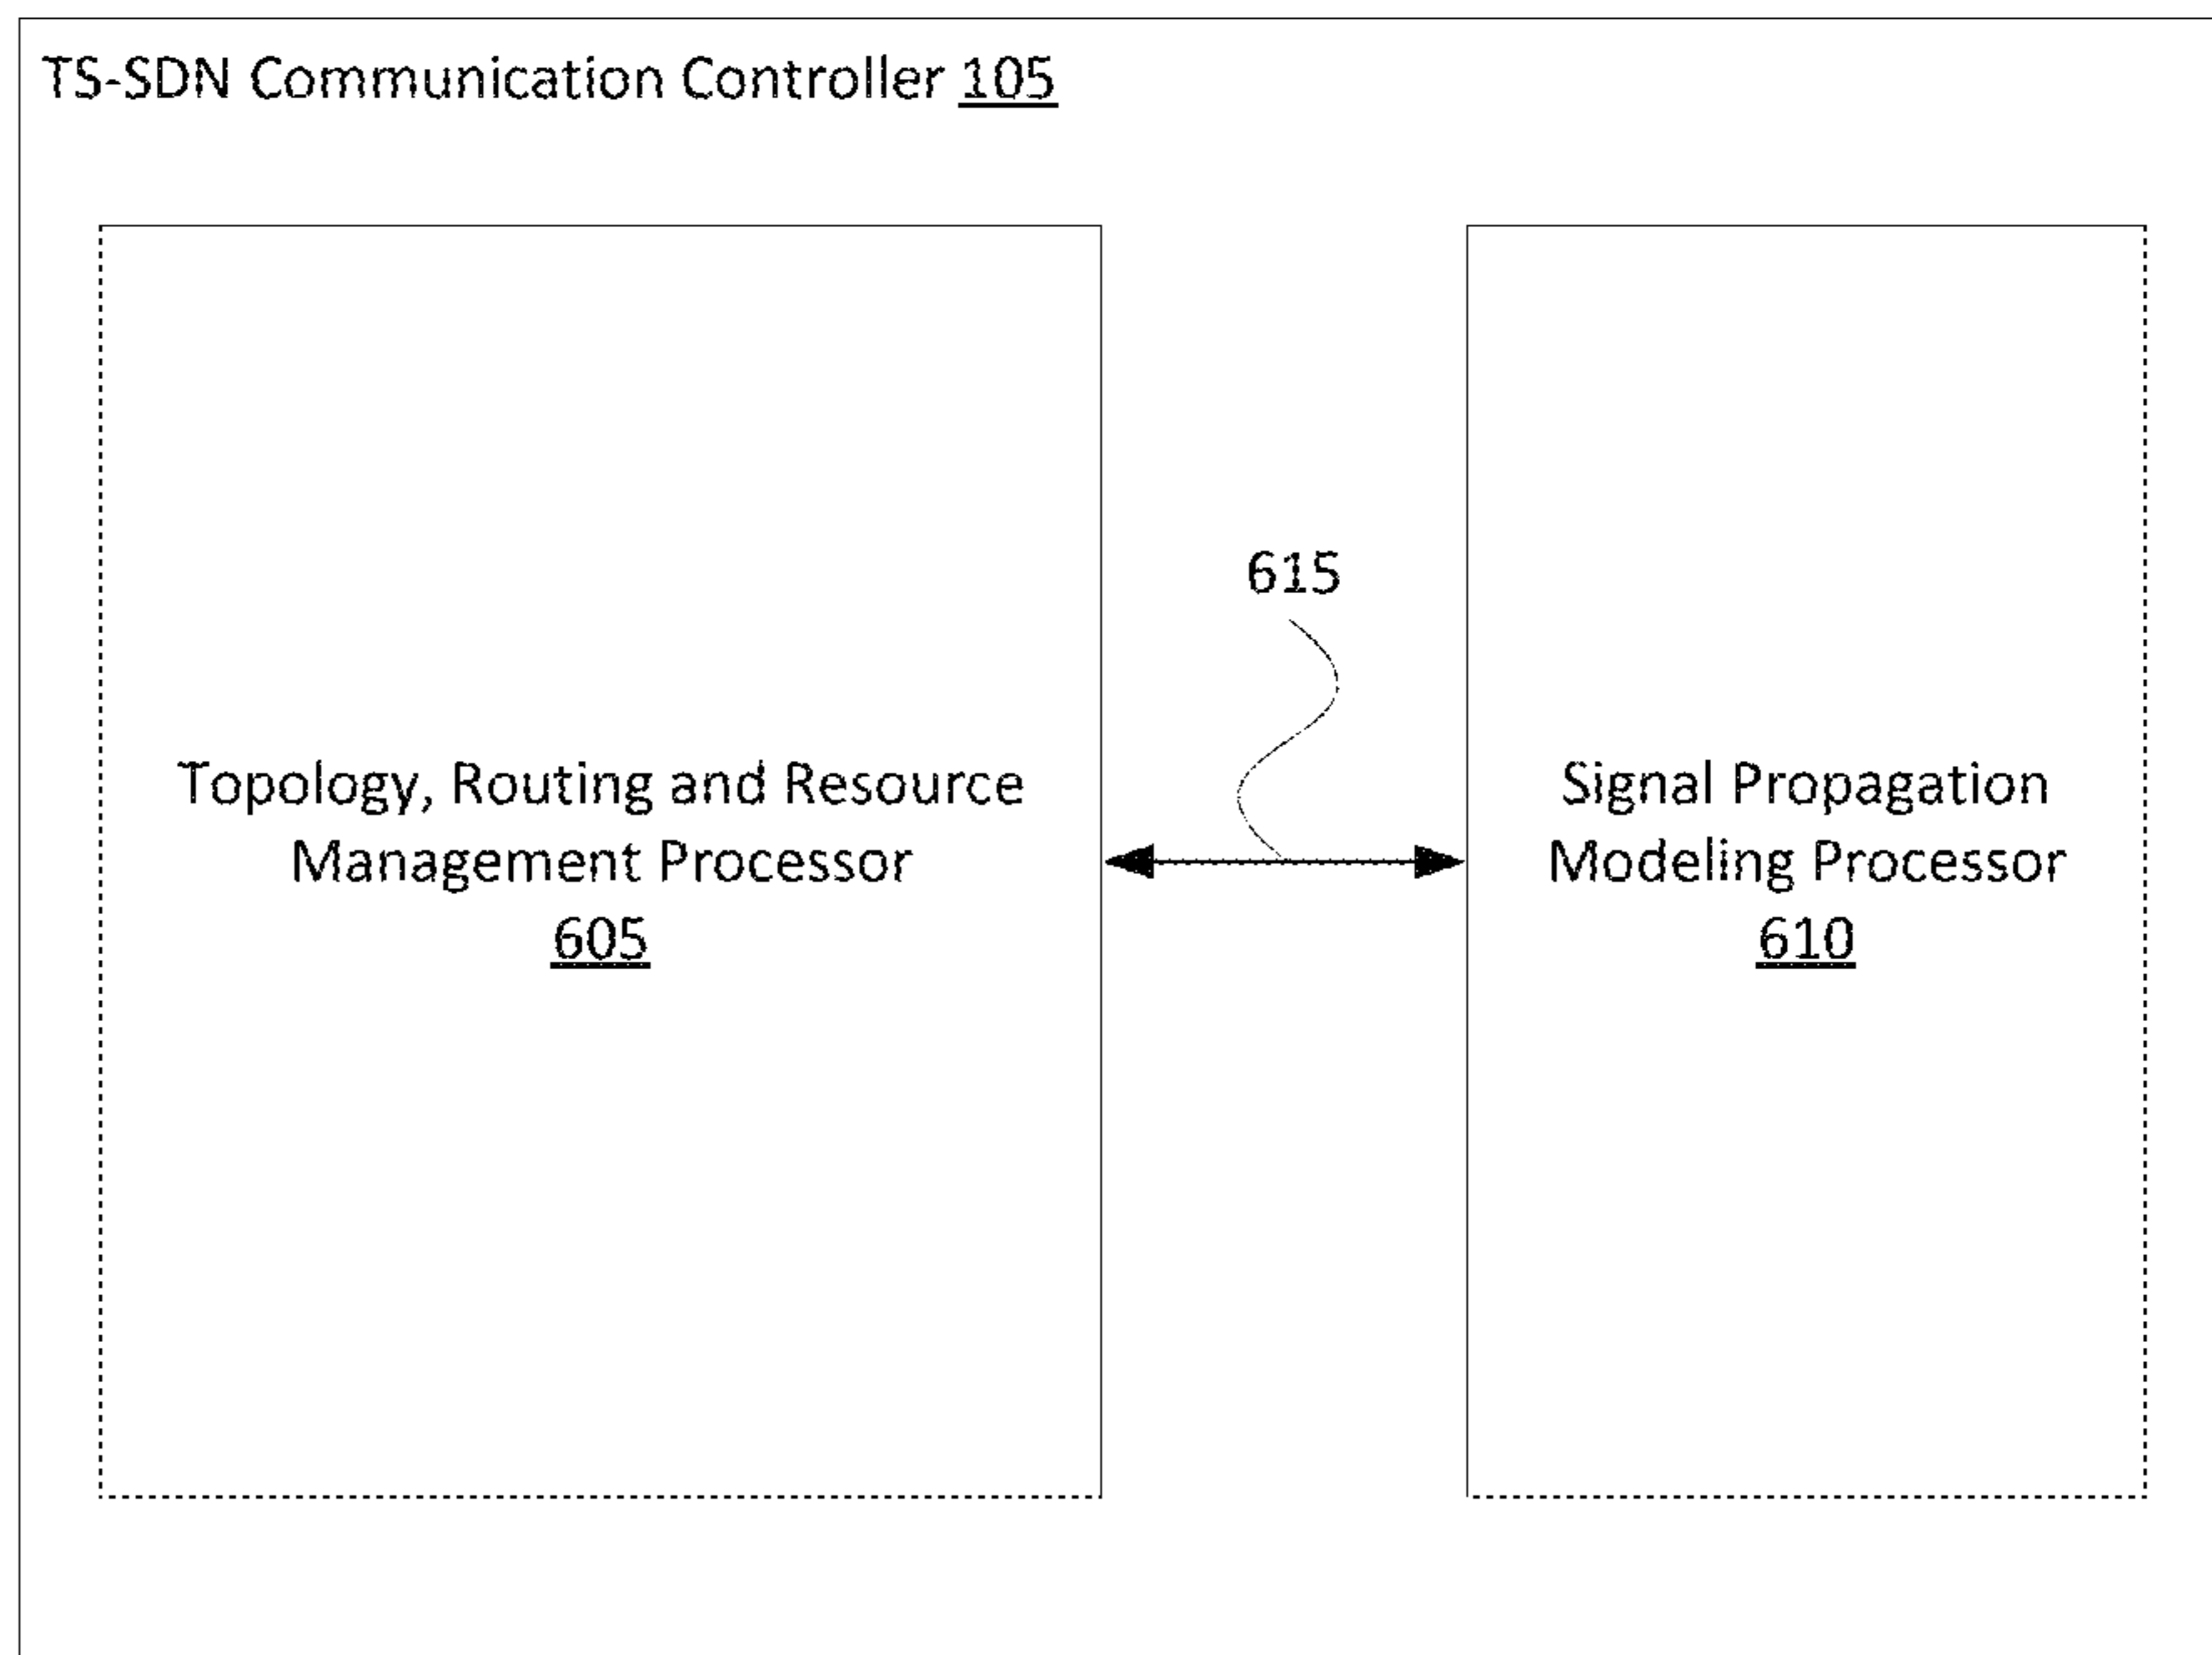 TS-SDN Communication Controller 105
615
Topology, Routing and Resource
Management Processor
605
Signal Propagation
Modeling Processor
610